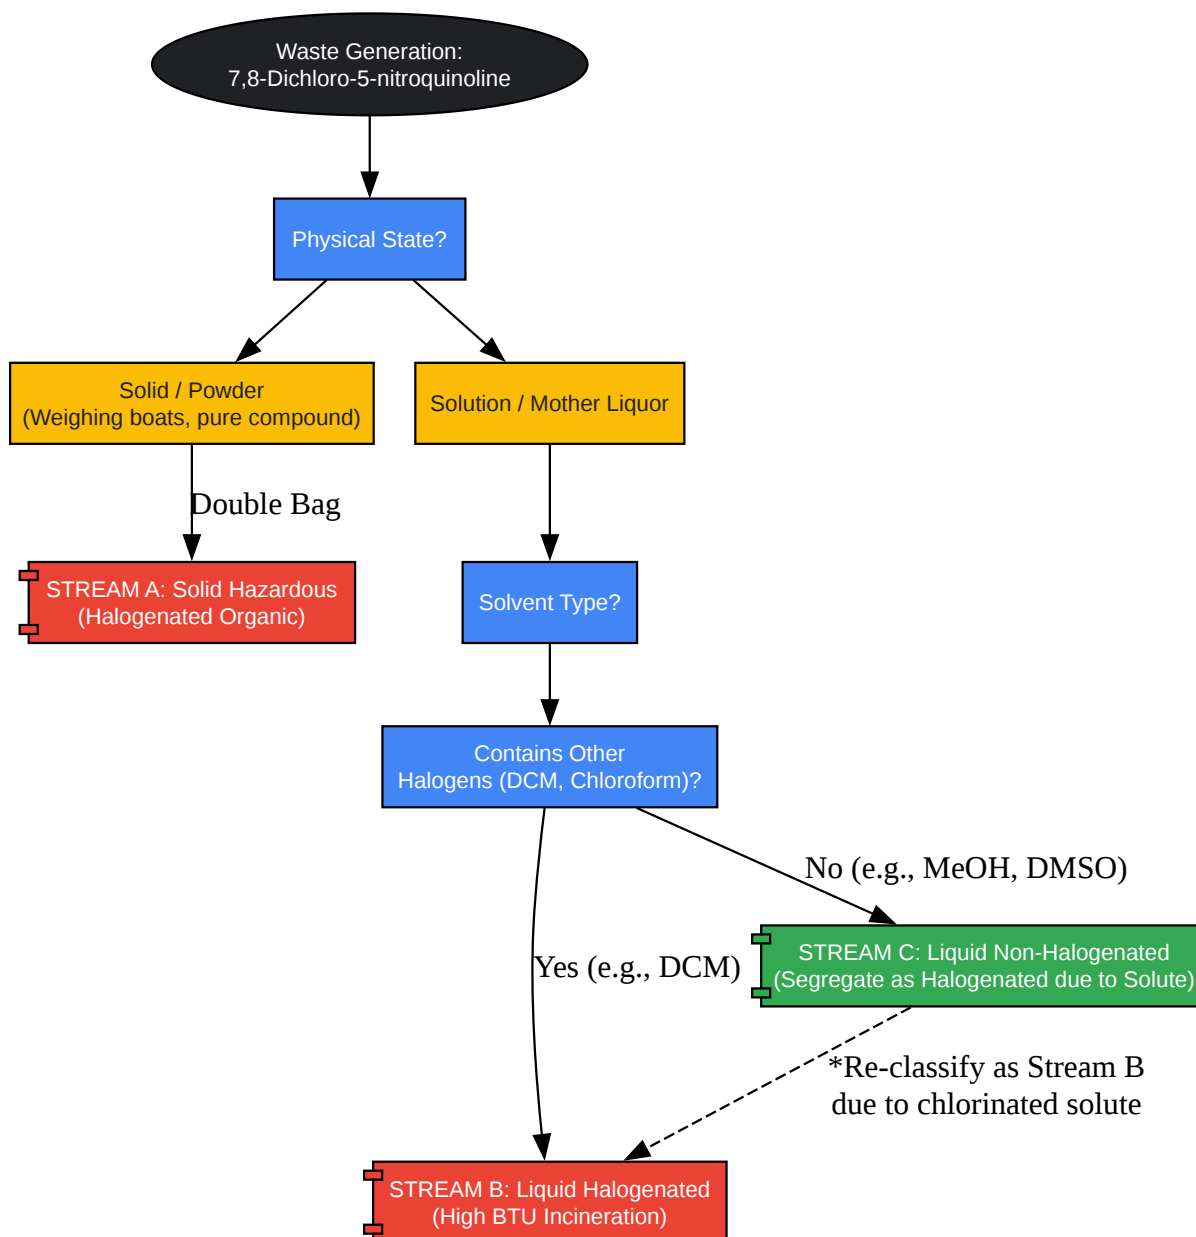 Waste Generation:
7,8-Dichloro-5-nitroquinoline
Physical State?
Solid / Powder
(Weighing boats, pure compound)
Solution / Mother Liquor
Double Bag
STREAM A: Solid Hazardous
(Halogenated Organic)
Solvent Type?
Contains Other
Halogens (DCM, Chloroform)?
No (e.g., MeOH, DMSO)
Yes (e.g., DCM)
STREAM C: Liquid Non-Halogenated
(Segregate as Halogenated due to Solute)
*Re-classify as Stream B
due to chlorinated solute
STREAM B: Liquid Halogenated
(High BTU Incineration)